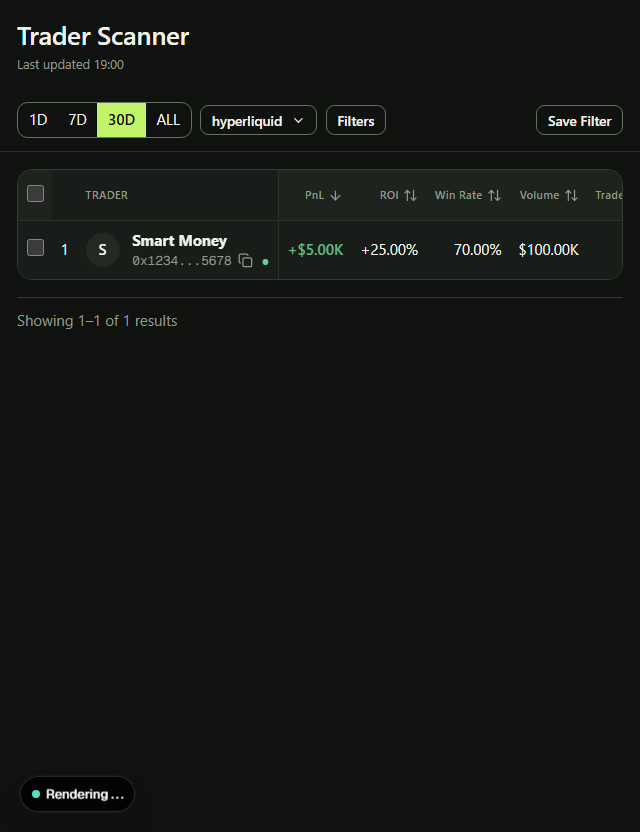 Trader Scanner
Last updated 19:00
1D 7D 30D ALL hyperliquid Filters Save Filter
TRADER PnL ROI Win Rate Volume Trade
1 S Smart Money +$5.00K +25.00% 70.00% $100.00K
0x1234...5678
Showing 1–1 of 1 results
Rendering...